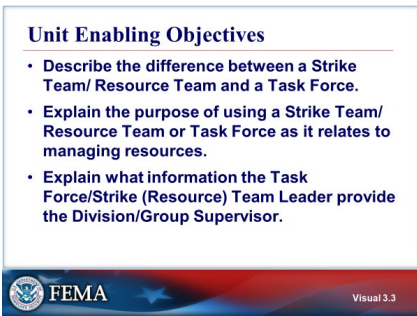 Unit Enabling Objectives
• Describe the difference between a Strike
Team/ Resource Team and a Task Force.
• Explain the purpose of using a Strike Team/
Resource Team or Task Force as it relates to
managing resources.
• Explain what information the Task
Force/Strike (Resource) Team Leader provide
the Division/Group Supervisor.
FEMA
Visual 3.3